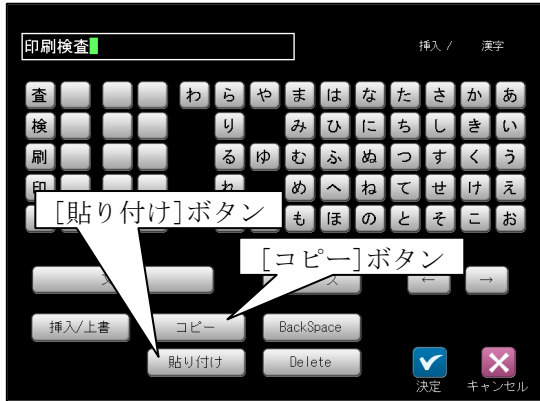 印刷検査
挿入 / 漢字
査 わ ら や ま は な た さ か あ
検 り み ひ に ち し き い
刷 る ゆ む ふ ぬ つ す く う
印 れ め へ ね て せ け え
も ほ の と そ こ お
[貼り付け]ボタン
[コピー]ボタン
← →
挿入/上書 コピー BackSpace
貼り付け Delete
決定 キャンセル